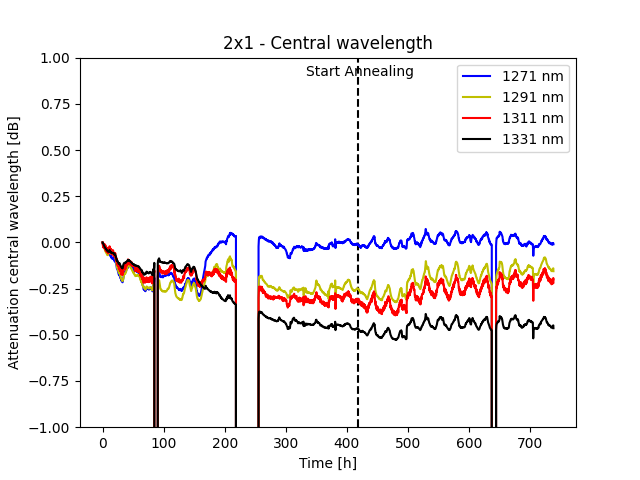 2x1 - Central wavelength
Start Annealing
1271 nm
1291 nm
1311 nm
1331 nm
1.00
0.75
0.50
0.25
0.00
−0.25
−0.50
−0.75
−1.00
Attenuation central wavelength [dB]
0 100 200 300 400 500 600 700
Time [h]